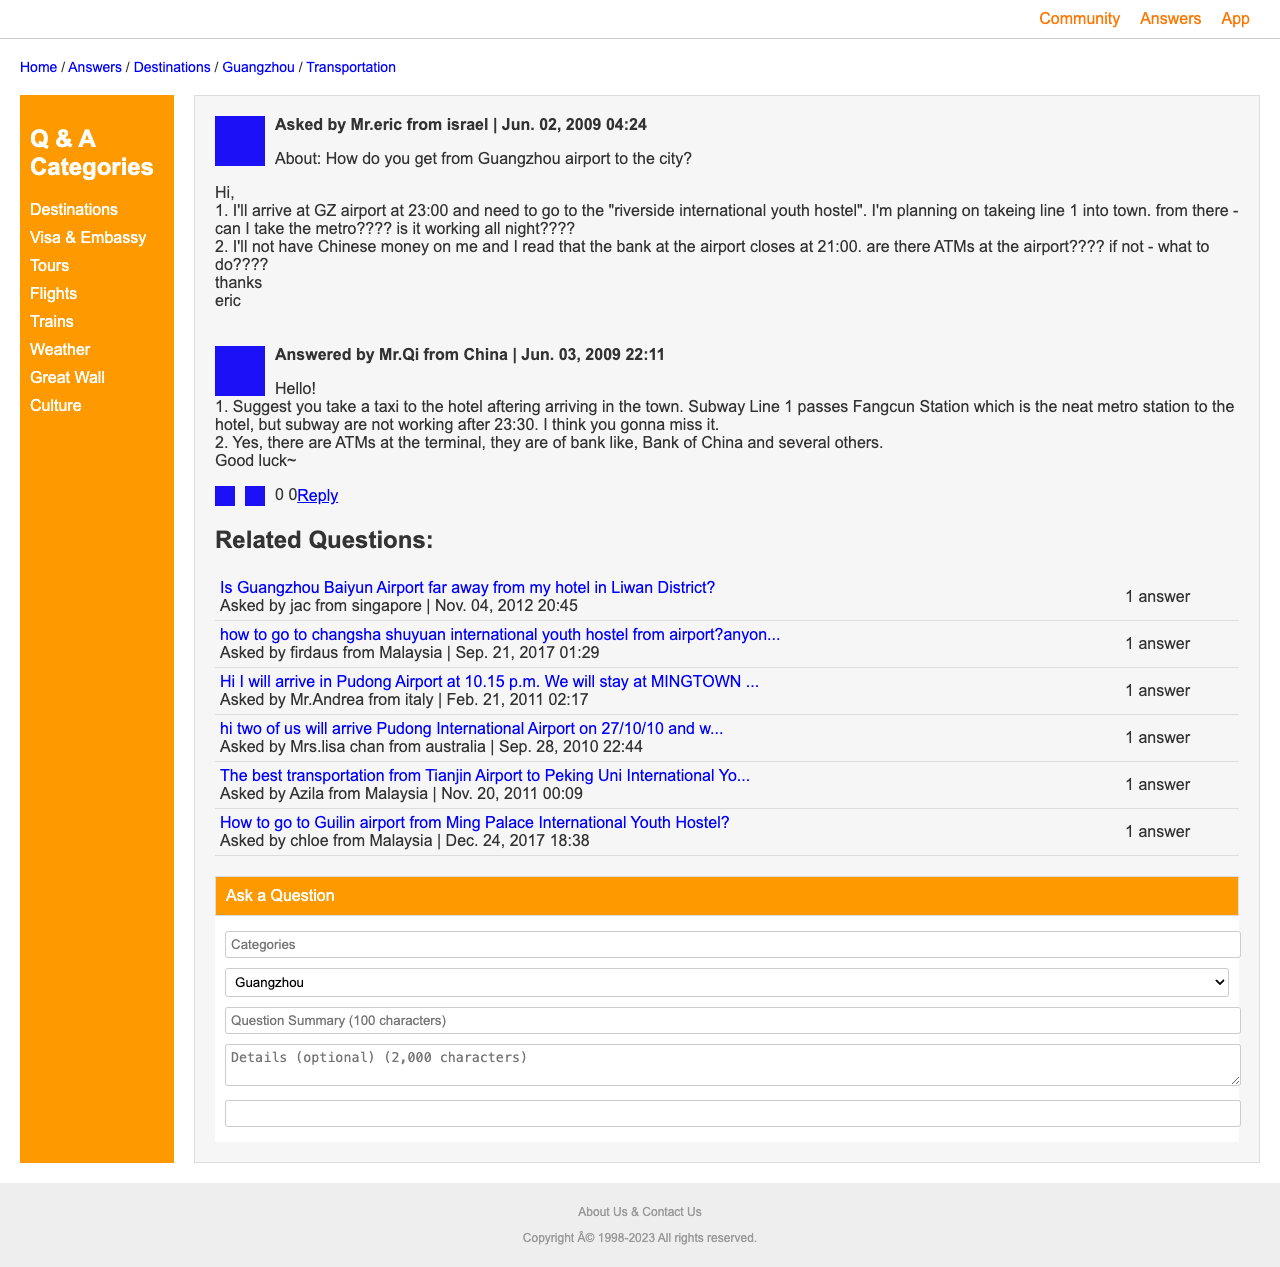 Community Answers App
Home / Answers / Destinations / Guangzhou / Transportation
Q & A
Categories
Destinations
Visa & Embassy
Tours
Flights
Trains
Weather
Great Wall
Culture
Asked by Mr.eric from israel | Jun. 02, 2009 04:24
About: How do you get from Guangzhou airport to the city?
Hi,
1. I'll arrive at GZ airport at 23:00 and need to go to the "riverside international youth hostel". I'm planning on takeing line 1 into town. from there -
can I take the metro???? is it working all night????
2. I'll not have Chinese money on me and I read that the bank at the airport closes at 21:00. are there ATMs at the airport???? if not - what to
do????
thanks
eric
Answered by Mr.Qi from China | Jun. 03, 2009 22:11
Hello!
1. Suggest you take a taxi to the hotel aftering arriving in the town. Subway Line 1 passes Fangcun Station which is the neat metro station to the
hotel, but subway are not working after 23:30. I think you gonna miss it.
2. Yes, there are ATMs at the terminal, they are of bank like, Bank of China and several others.
Good luck~
0 0Reply
Related Questions:
Is Guangzhou Baiyun Airport far away from my hotel in Liwan District?
Asked by jac from singapore | Nov. 04, 2012 20:45
1 answer
how to go to changsha shuyuan international youth hostel from airport?anyon...
Asked by firdaus from Malaysia | Sep. 21, 2017 01:29
1 answer
Hi I will arrive in Pudong Airport at 10.15 p.m. We will stay at MINGTOWN ...
Asked by Mr.Andrea from italy | Feb. 21, 2011 02:17
1 answer
hi two of us will arrive Pudong International Airport on 27/10/10 and w...
Asked by Mrs.lisa chan from australia | Sep. 28, 2010 22:44
1 answer
The best transportation from Tianjin Airport to Peking Uni International Yo...
Asked by Azila from Malaysia | Nov. 20, 2011 00:09
1 answer
How to go to Guilin airport from Ming Palace International Youth Hostel?
Asked by chloe from Malaysia | Dec. 24, 2017 18:38
1 answer
Ask a Question
Categories
Guangzhou
Question Summary (100 characters)
Details (optional) (2,000 characters)
About Us & Contact Us
Copyright Â© 1998-2023 All rights reserved.